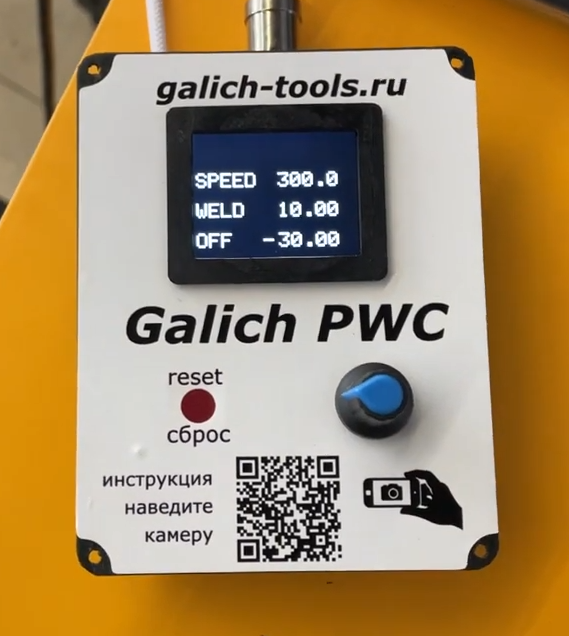 galich-tools.ru
SPEED 300.0
WELD 10.00
OFF -30.00
Galich PWC
reset
сброс
инструкция
наведите
камеру